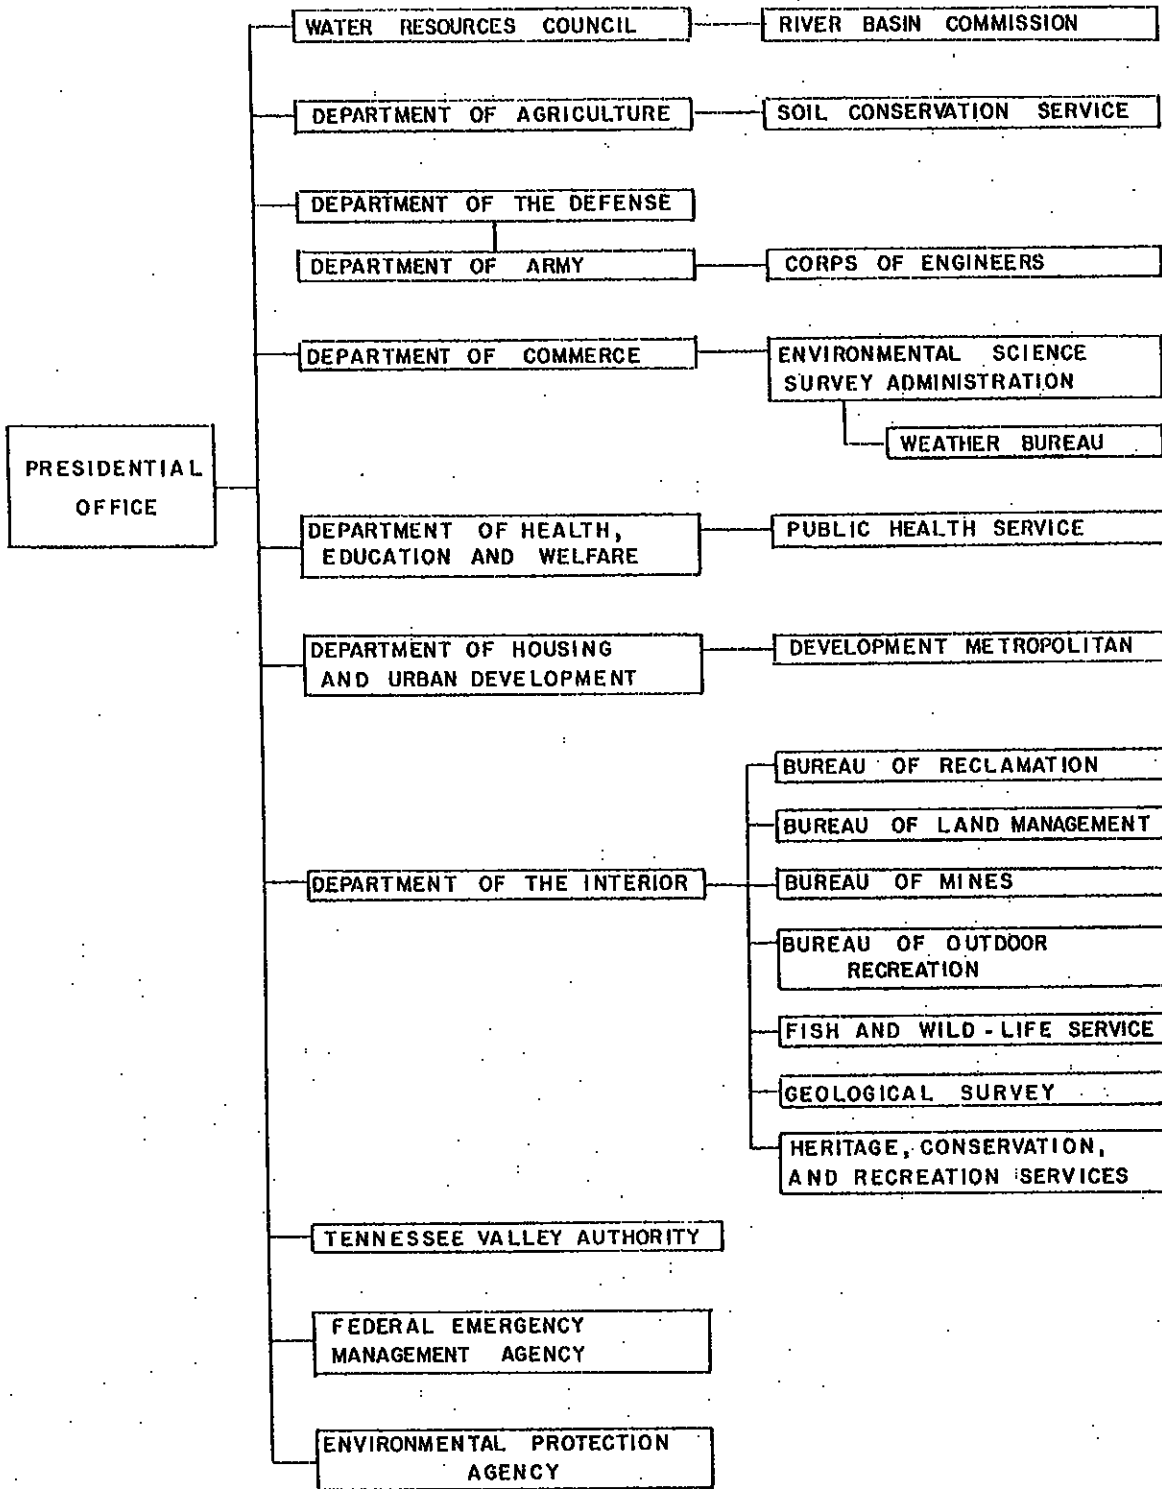 WATER RESOURCES COUNCIL
RIVER BASIN COMMISSION
DEPARTMENT OF AGRICULTURE
SOIL CONSERVATION SERVICE
DEPARTMENT OF THE DEFENSE
DEPARTMENT OF ARMY
CORPS OF ENGINEERS
DEPARTMENT OF COMMERCE
ENVIRONMENTAL SCIENCE
SURVEY ADMINISTRATION
WEATHER BUREAU
PRESIDENTIAL
OFFICE
DEPARTMENT OF HEALTH,
EDUCATION AND WELFARE
PUBLIC HEALTH SERVICE
DEPARTMENT OF HOUSING
AND URBAN DEVELOPMENT
DEVELOPMENT METROPOLITAN
DEPARTMENT OF THE INTERIOR
BUREAU OF RECLAMATION
BUREAU OF LAND MANAGEMENT
BUREAU OF MINES
BUREAU OF OUTDOOR
RECREATION
FISH AND WILD-LIFE SERVICE
GEOLOGICAL SURVEY
HERITAGE, CONSERVATION,
AND RECREATION SERVICES
TENNESSEE VALLEY AUTHORITY
FEDERAL EMERGENCY
MANAGEMENT AGENCY
ENVIRONMENTAL PROTECTION
AGENCY